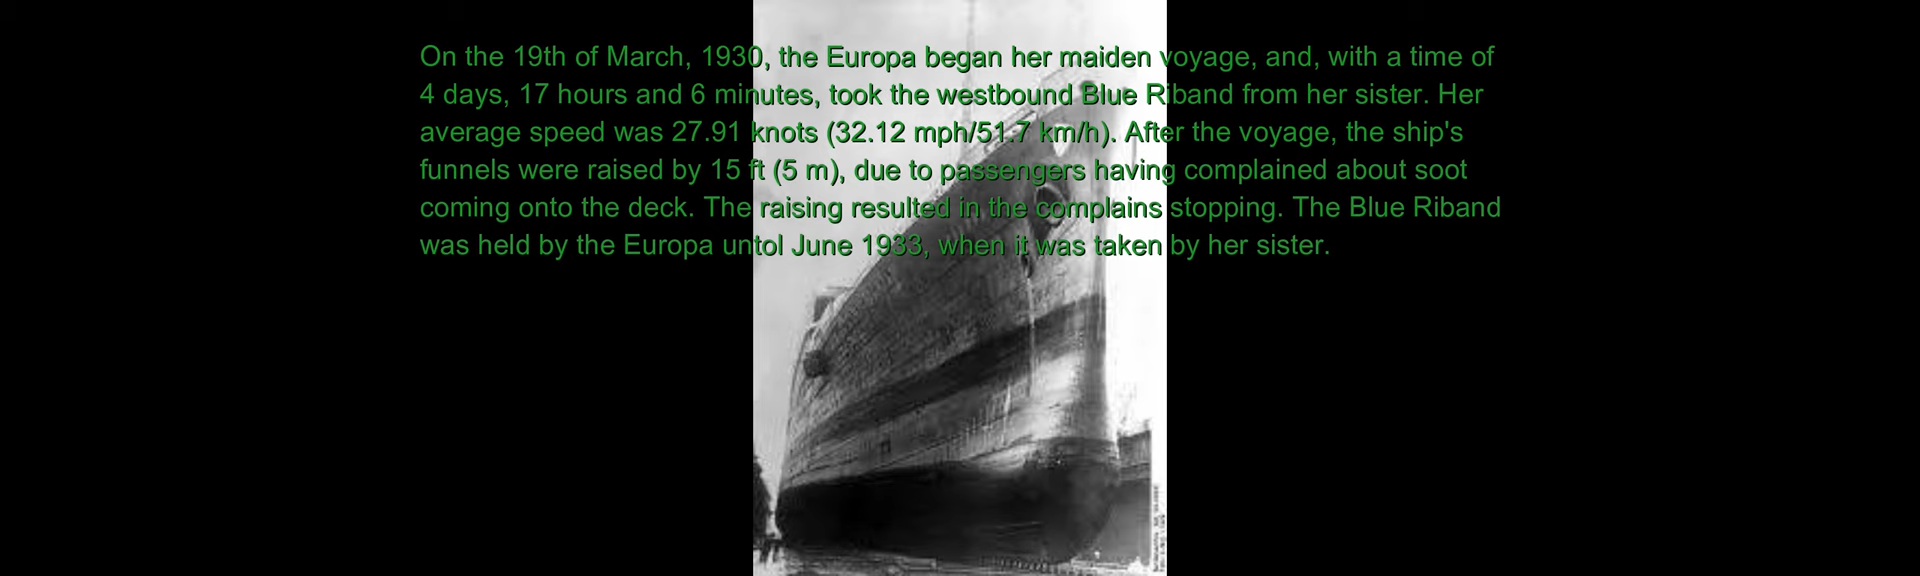 On the 19th of March, 1930, the Europa began her maiden voyage, and, with a time of
4 days, 17 hours and 6 minutes, took the westbound Blue Riband from her sister. Her
average speed was 27.91 knots (32.12 mph/51.7 km/h). After the voyage, the ship's
funnels were raised by 15 ft (5 m), due to passengers having complained about soot
coming onto the deck. The raising resulted in the complains stopping. The Blue Riband
was held by the Europa untol June 1933, when it was taken by her sister.